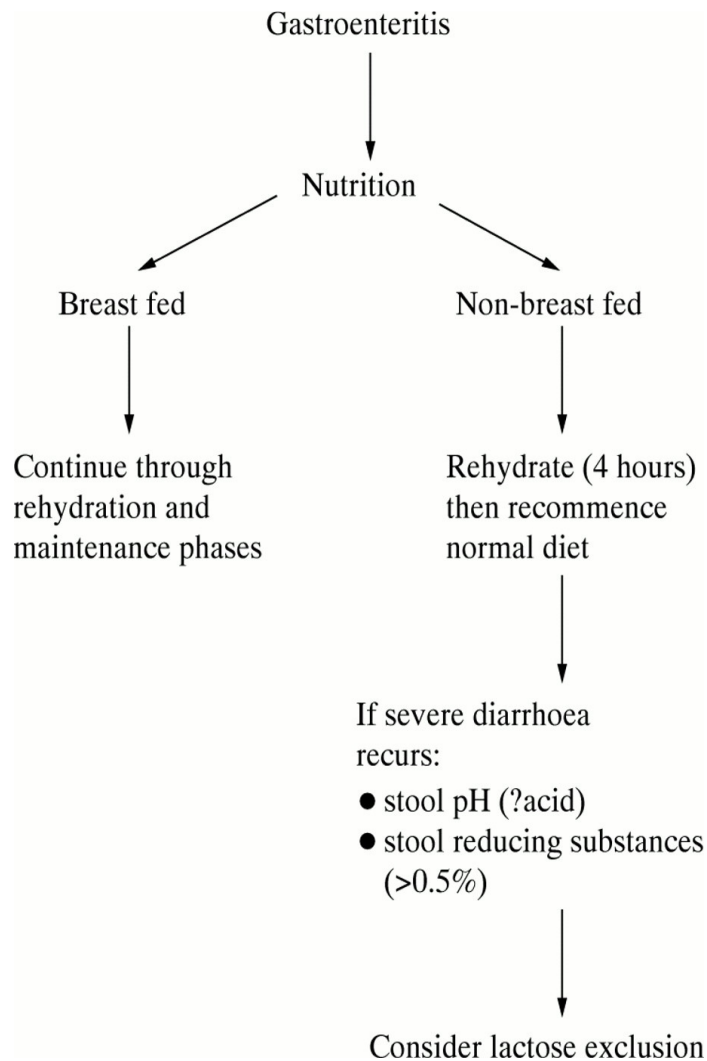 Gastroenteritis
Nutrition
Breast fed
Non-breast fed
Continue through
rehydration and
maintenance phases
Rehydrate (4 hours)
then recommence
normal diet
If severe diarrhoea
recurs:
● stool pH (?acid)
● stool reducing substances
(>0.5%)
Consider lactose exclusion